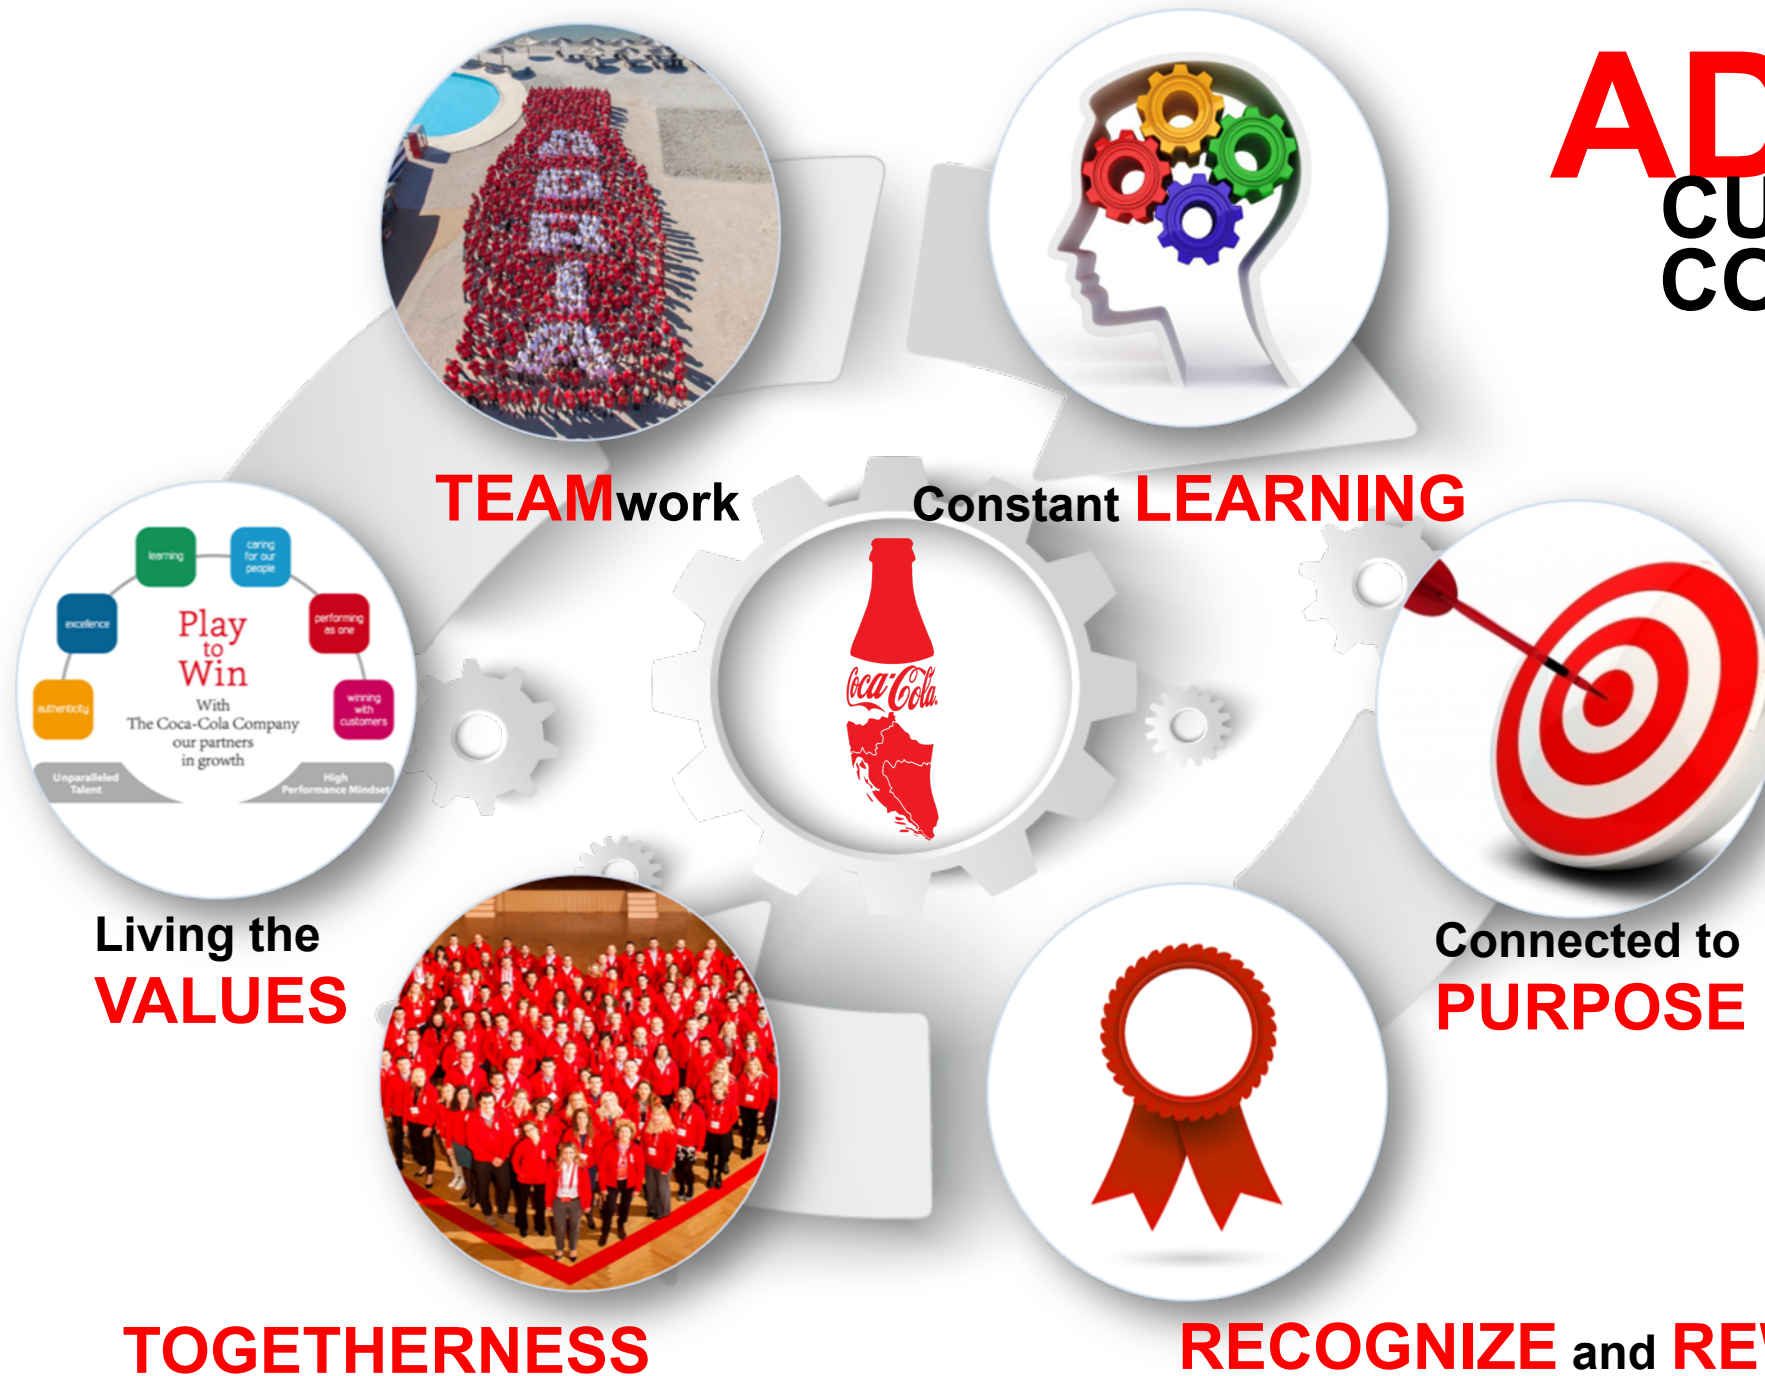 AD
CU
CO
ADRIA
TEAMwork
Constant LEARNING
learning
caring
for our
people
excellence
performing
as one
authenticity
winning
with
customers
Play
to
Win
With
The Coca-Cola Company
our partners
in growth
Unparalleled
Talent
High
Performance Mindset
Coca-Cola
Living the
VALUES
Connected to
PURPOSE
TOGETHERNESS
RECOGNIZE and RE